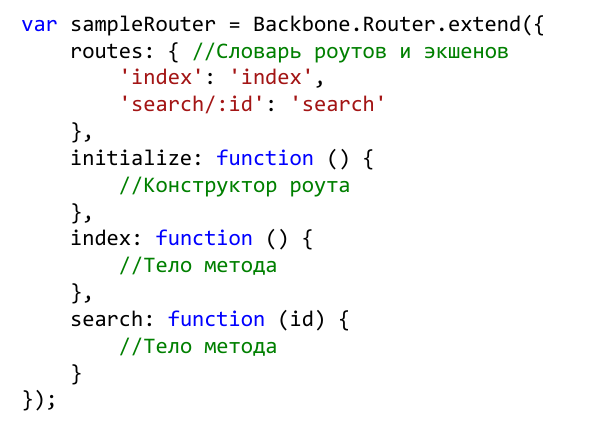 var sampleRouter = Backbone.Router.extend({
    routes: { //Словарь роутов и экшенов
        'index': 'index',
        'search/:id': 'search'
    },
    initialize: function () {
        //Конструктор роута
    },
    index: function () {
        //Тело метода
    },
    search: function (id) {
        //Тело метода
    }
});